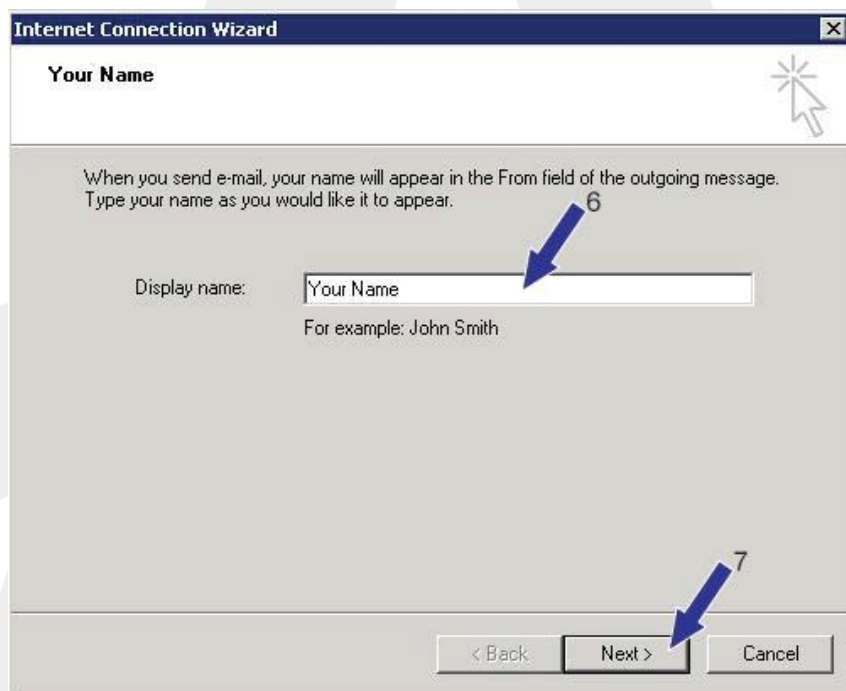 Internet Connection Wizard
Your Name
When you send e-mail, your name will appear in the From field of the outgoing message.
Type your name as you would like it to appear.
6
Display name:
Your Name
For example: John Smith
7
< Back
Next >
Cancel